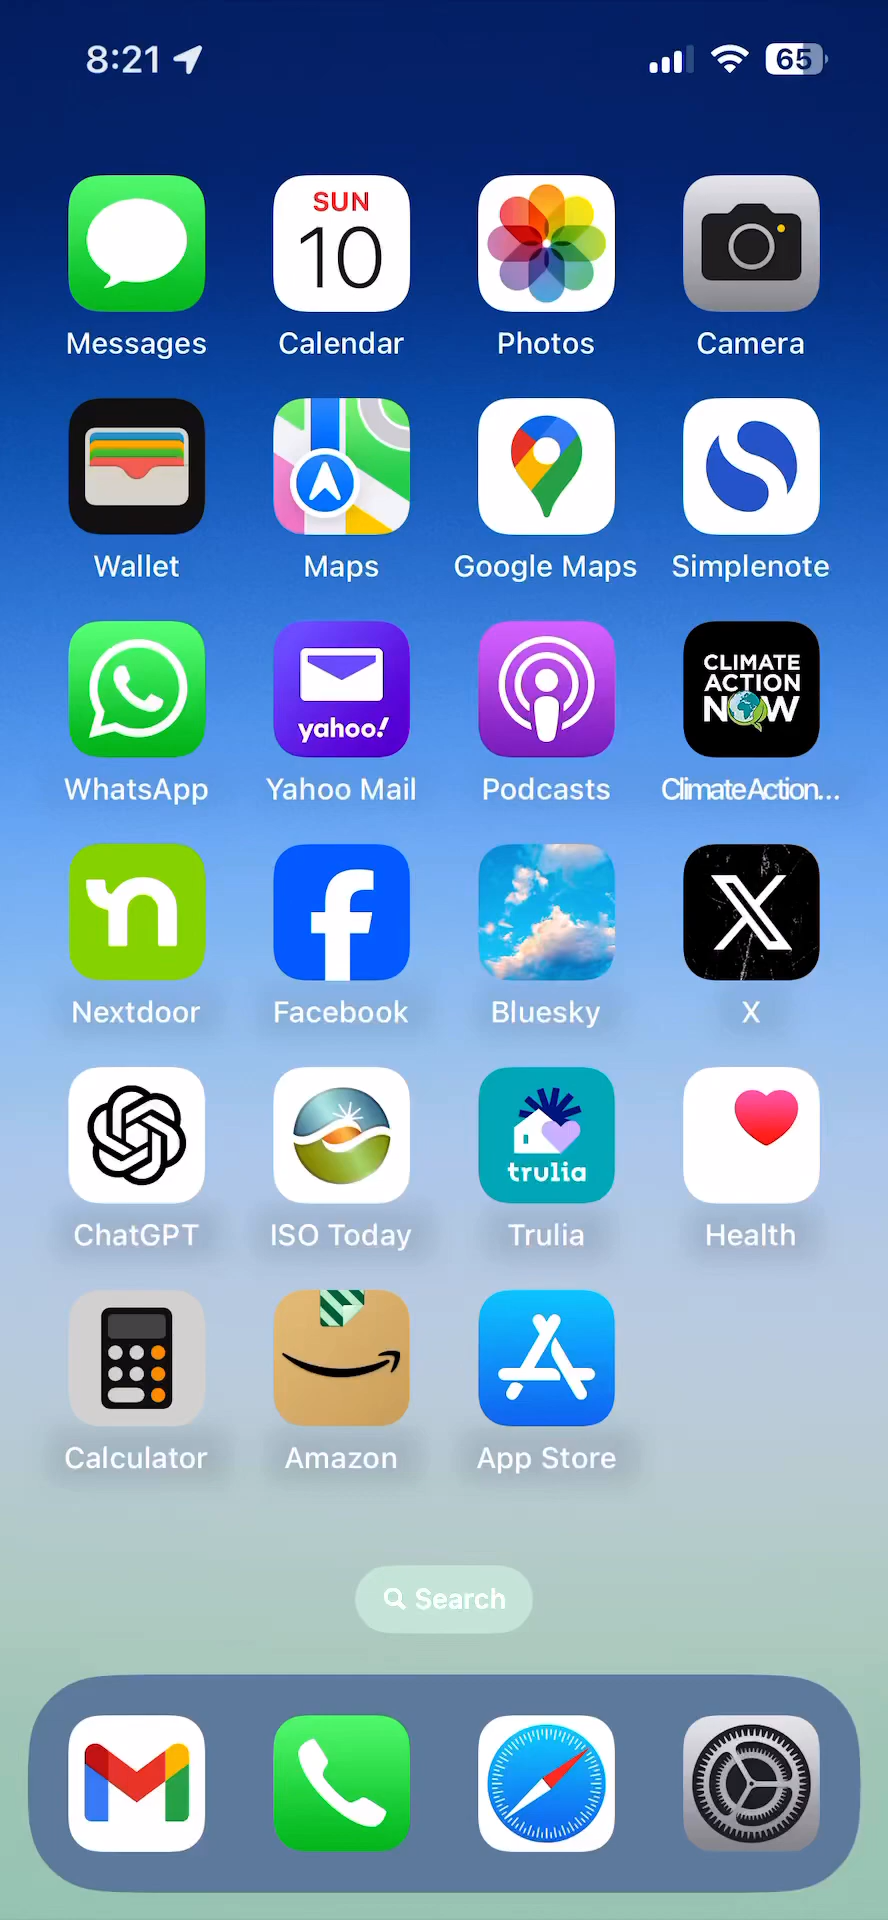 8:21
65
SUN
10
Messages
Calendar
Photos
Camera
Wallet
Maps
Google Maps
Simplenote
yahoo!
CLIMATE
ACTION
NOW
WhatsApp
Yahoo Mail
Podcasts
ClimateAction...
n
f
X
Nextdoor
Facebook
Bluesky
X
trulia
ChatGPT
ISO Today
Trulia
Health
Calculator
Amazon
App Store
Search